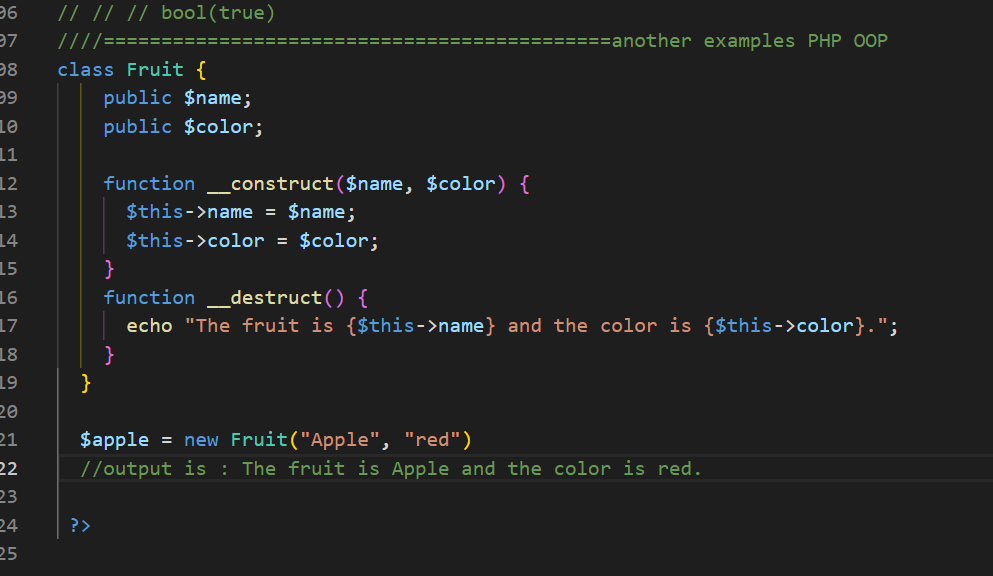 06 // // // bool(true)
07 ////============================================another examples PHP OOP
08 class Fruit {
09 public $name;
10 public $color;
11
12 function __construct($name, $color) {
13 $this->name = $name;
14 $this->color = $color;
15 }
16 function __destruct() {
17 echo "The fruit is {$this->name} and the color is {$this->color}.";
18 }
19 }
20
21 $apple = new Fruit("Apple", "red")
22 //output is : The fruit is Apple and the color is red.
23
24 ?>
25